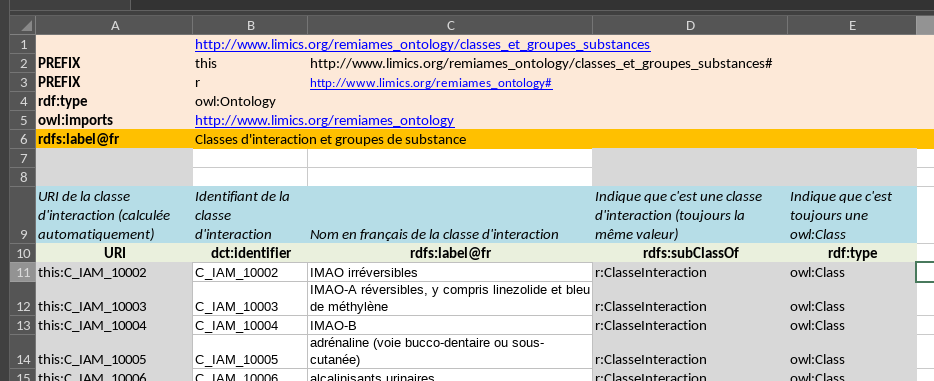 A B C D E
1 http://www.limics.org/remiames_ontology/classes_et_groupes_substances
2 PREFIX this http://www.limics.org/remiames_ontology/classes_et_groupes_substances#
3 PREFIX r http://www.limics.org/remiames_ontology#
4 rdf:type owl:Ontology
5 owl:imports http://www.limics.org/remiames_ontology
6 rdfs:label@fr Classes d'interaction et groupes de substance
7
8
URI de la classe Identifiant de la Indique que c'est une classe Indique que c'est
d'interaction (calculée classe d'interaction (toujours la toujours une
9 automatiquement) d'interaction Nom en français de la classe d'interaction même valeur) owl:Class
10 URI dct:identifier rdfs:label@fr rdfs:subClassOf rdf:type
11 this:C_IAM_10002 C_IAM_10002 IMAO irréversibles r:ClasseInteraction owl:Class
IMAO-A réversibles, y compris linezolide et bleu
12 this:C_IAM_10003 C_IAM_10003 de méthylène r:ClasseInteraction owl:Class
13 this:C_IAM_10004 C_IAM_10004 IMAO-B r:ClasseInteraction owl:Class
adrénaline (voie bucco-dentaire ou sous-
14 this:C_IAM_10005 C_IAM_10005 cutanée) r:ClasseInteraction owl:Class
15 this:C_IAM_10006 C_IAM_10006 alcalinisants urinaires r:ClasseInteraction owl:Class